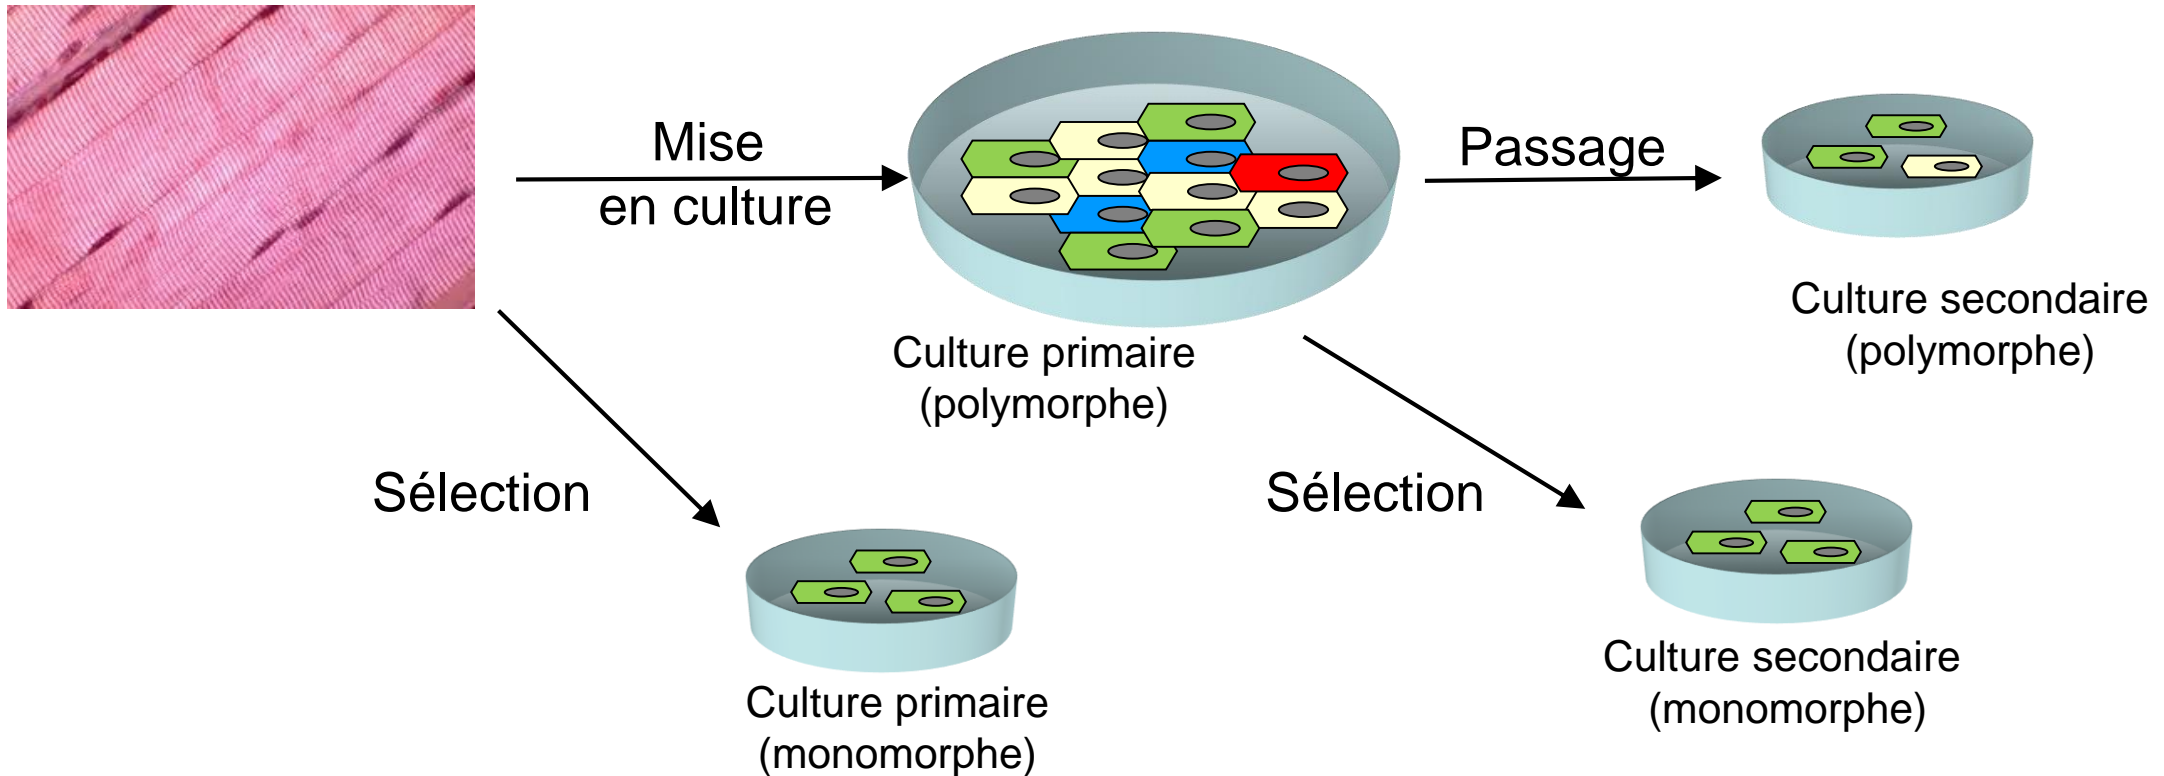 Mise
en culture
Passage
Culture primaire
(polymorphe)
Culture secondaire
(polymorphe)
Sélection
Culture primaire
(monomorphe)
Sélection
Culture secondaire
(monomorphe)